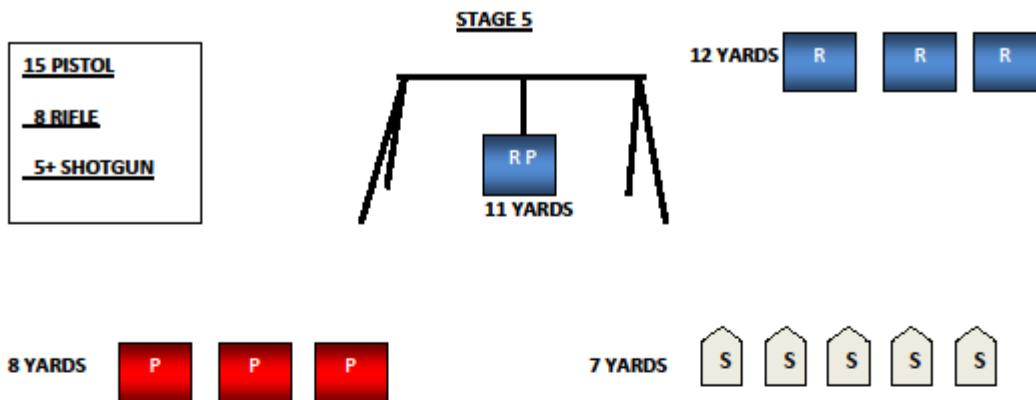 STAGE 5
15 PISTOL
8 RIFLE
5+ SHOTGUN
12 YARDS R R R
R P
11 YARDS
8 YARDS P P P
7 YARDS S S S S S